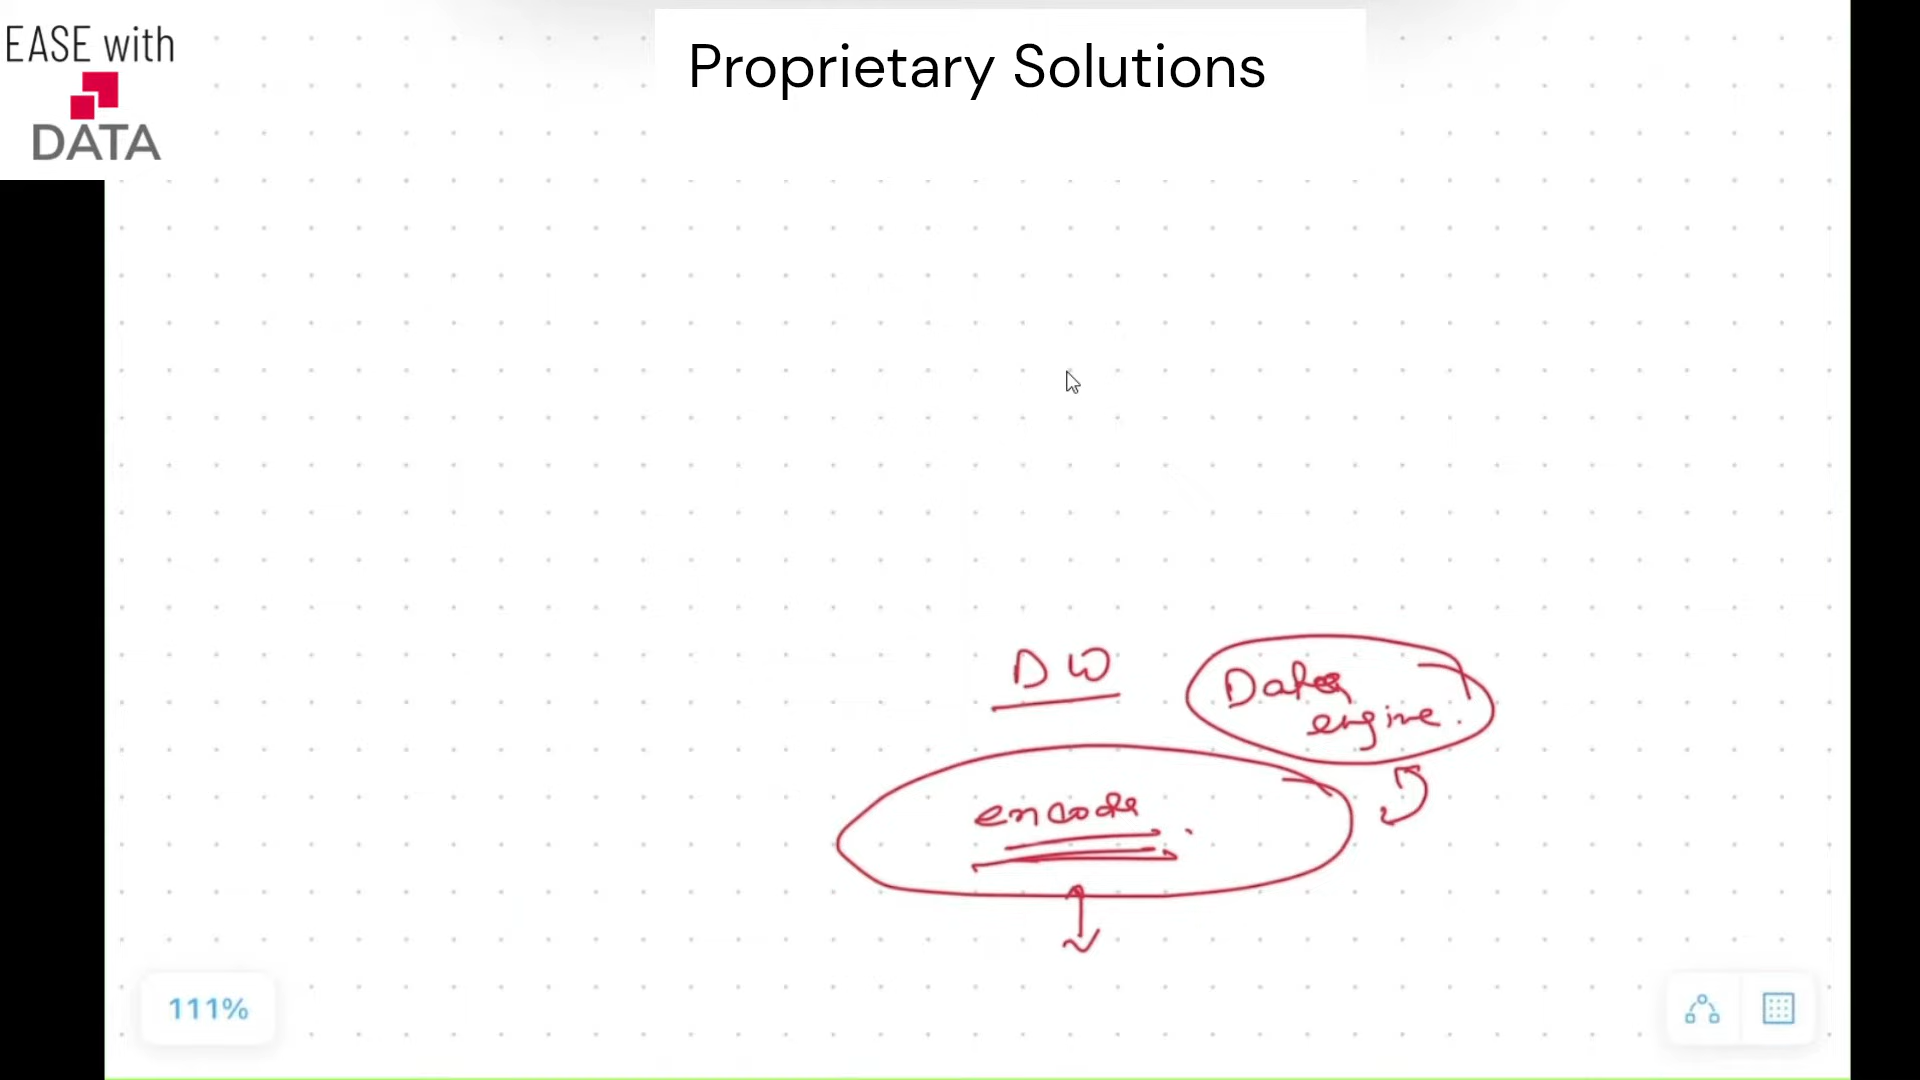 EASE with
DATA
Proprietary Solutions
DW
Data
engine.
encode
111%